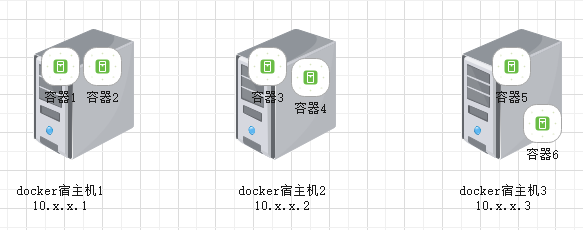 容器1
容器2
容器3
容器4
容器5
容器6
docker宿主机1
10.x.x.1
docker宿主机2
10.x.x.2
docker宿主机3
10.x.x.3